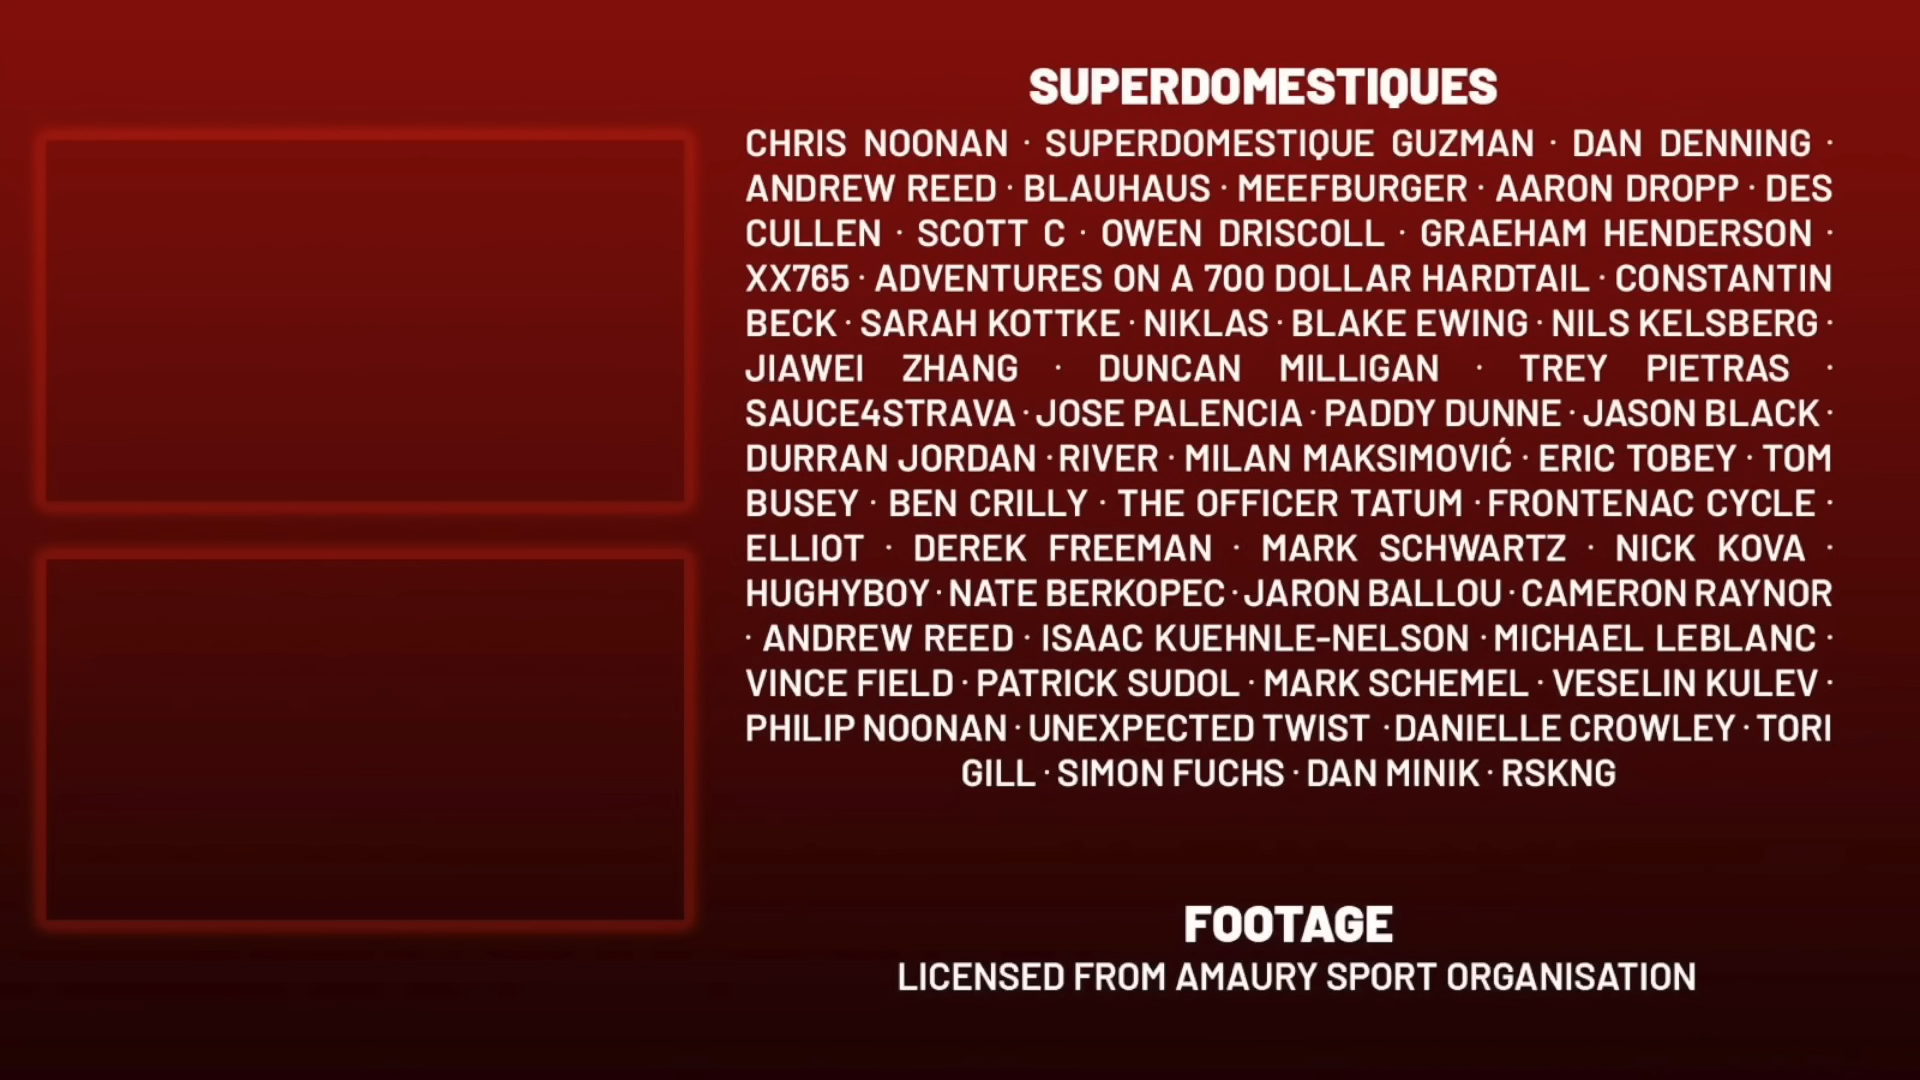 SUPERDOMESTIQUES
CHRIS NOONAN · SUPERDOMESTIQUE GUZMAN · DAN DENNING ·
ANDREW REED · BLAUHAUS · MEEFBURGER · AARON DROPP · DES
CULLEN · SCOTT C · OWEN DRISCOLL · GRAEHAM HENDERSON ·
XX765 · ADVENTURES ON A 700 DOLLAR HARDTAIL · CONSTANTIN
BECK · SARAH KOTTKE · NIKLAS · BLAKE EWING · NILS KELSBERG ·
JIAWEI ZHANG · DUNCAN MILLIGAN · TREY PIETRAS ·
SAUCE4STRAVA · JOSE PALENCIA · PADDY DUNNE · JASON BLACK ·
DURRAN JORDAN · RIVER · MILAN MAKSIMOVIĆ · ERIC TOBEY · TOM
BUSEY · BEN CRILLY · THE OFFICER TATUM · FRONTENAC CYCLE ·
ELLIOT · DEREK FREEMAN · MARK SCHWARTZ · NICK KOVA ·
HUGHYBOY · NATE BERKOPEC · JARON BALLOU · CAMERON RAYNOR
· ANDREW REED · ISAAC KUEHNLE-NELSON · MICHAEL LEBLANC ·
VINCE FIELD · PATRICK SUDOL · MARK SCHEMEL · VESELIN KULEV ·
PHILIP NOONAN · UNEXPECTED TWIST · DANIELLE CROWLEY · TORI
GILL · SIMON FUCHS · DAN MINIK · RSKNG
FOOTAGE
LICENSED FROM AMAURY SPORT ORGANISATION